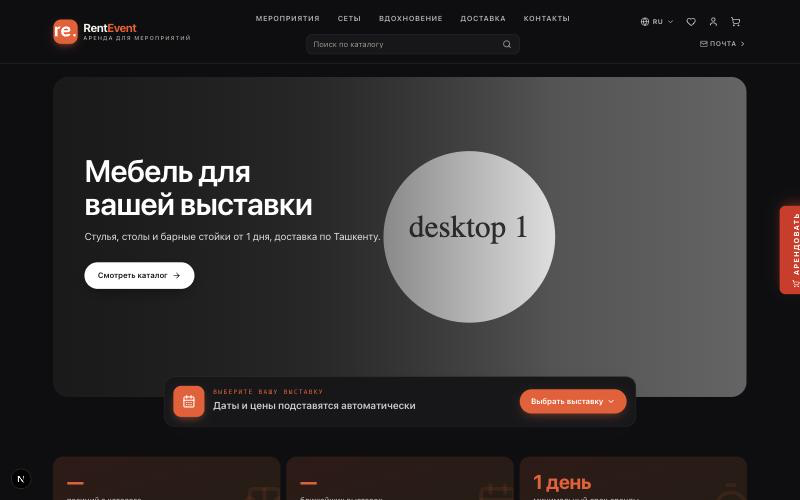 re.
RentEvent
АРЕНДА ДЛЯ МЕРОПРИЯТИЙ
МЕРОПРИЯТИЯ СЕТЫ ВДОХНОВЕНИЕ ДОСТАВКА КОНТАКТЫ
RU
Поиск по каталогу
ПОЧТА
Мебель для
вашей выставки
Стулья, столы и барные стойки от 1 дня, доставка по Ташкенту.
Смотреть каталог →
desktop 1
АРЕНДОВАТЬ
ВЫБЕРИТЕ ВАШУ ВЫСТАВКУ
Даты и цены подставятся автоматически
Выбрать выставку
—
—
1 день
N